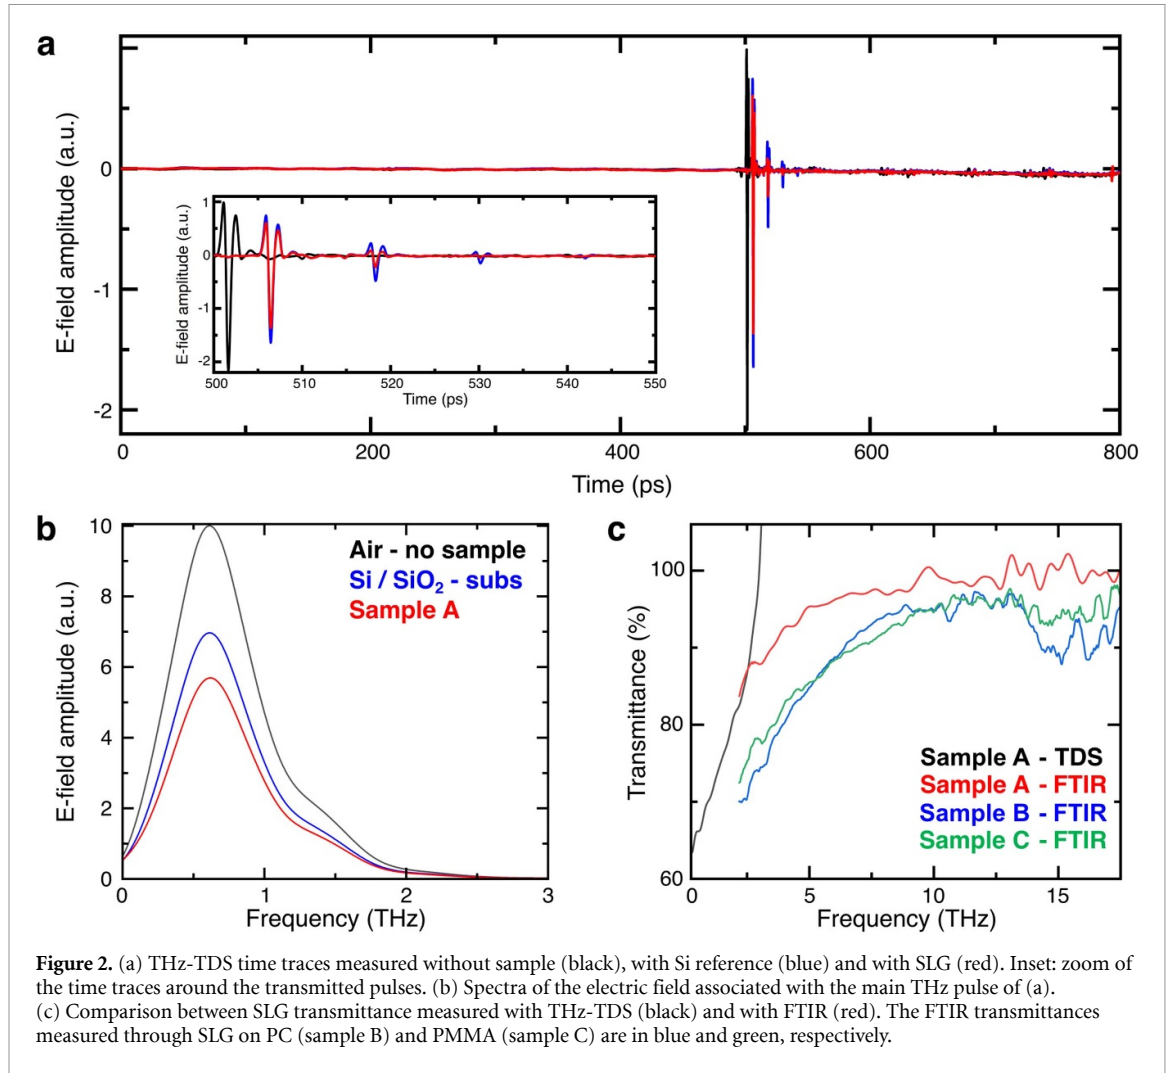 a
E-field amplitude (a.u.)
0
-1
-2
0
200
400
600
800
Time (ps)
E-field amplitude (a.u.)
1
0
-1
-2
500
510
520
530
540
550
Time (ps)
b
E-field amplitude (a.u.)
10
8
6
4
2
0
0
1
2
3
Frequency (THz)
Air - no sample
Si / SiO₂ - subs
Sample A
c
Transmittance (%)
100
80
60
0
5
10
15
Frequency (THz)
Sample A - TDS
Sample A - FTIR
Sample B - FTIR
Sample C - FTIR
Figure 2. (a) THz-TDS time traces measured without sample (black), with Si reference (blue) and with SLG (red). Inset: zoom of
the time traces around the transmitted pulses. (b) Spectra of the electric field associated with the main THz pulse of (a).
(c) Comparison between SLG transmittance measured with THz-TDS (black) and with FTIR (red). The FTIR transmittances
measured through SLG on PC (sample B) and PMMA (sample C) are in blue and green, respectively.